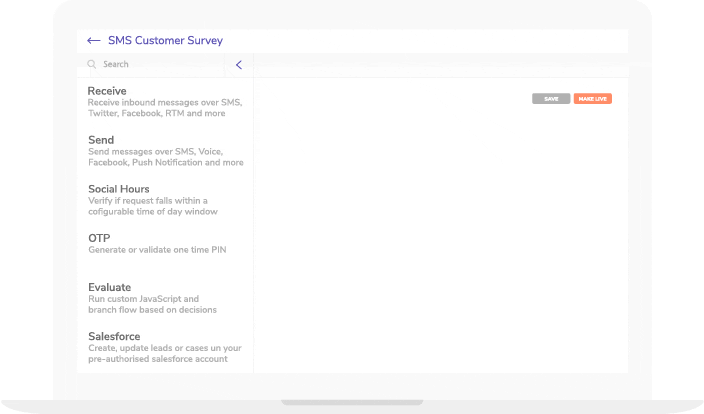 SMS Customer Survey
Search
SAVE
MAKE LIVE
Receive
Receive inbound messages over SMS,
Twitter, Facebook, RTM and more
Send
Send messages over SMS, Voice,
Facebook, Push Notification and more
Social Hours
Verify if request falls within a
cofigurable time of day window
OTP
Generate or validate one time PIN
Evaluate
Run custom JavaScript and
branch flow based on decisions
Salesforce
Create, update leads or cases un your
pre-authorised salesforce account